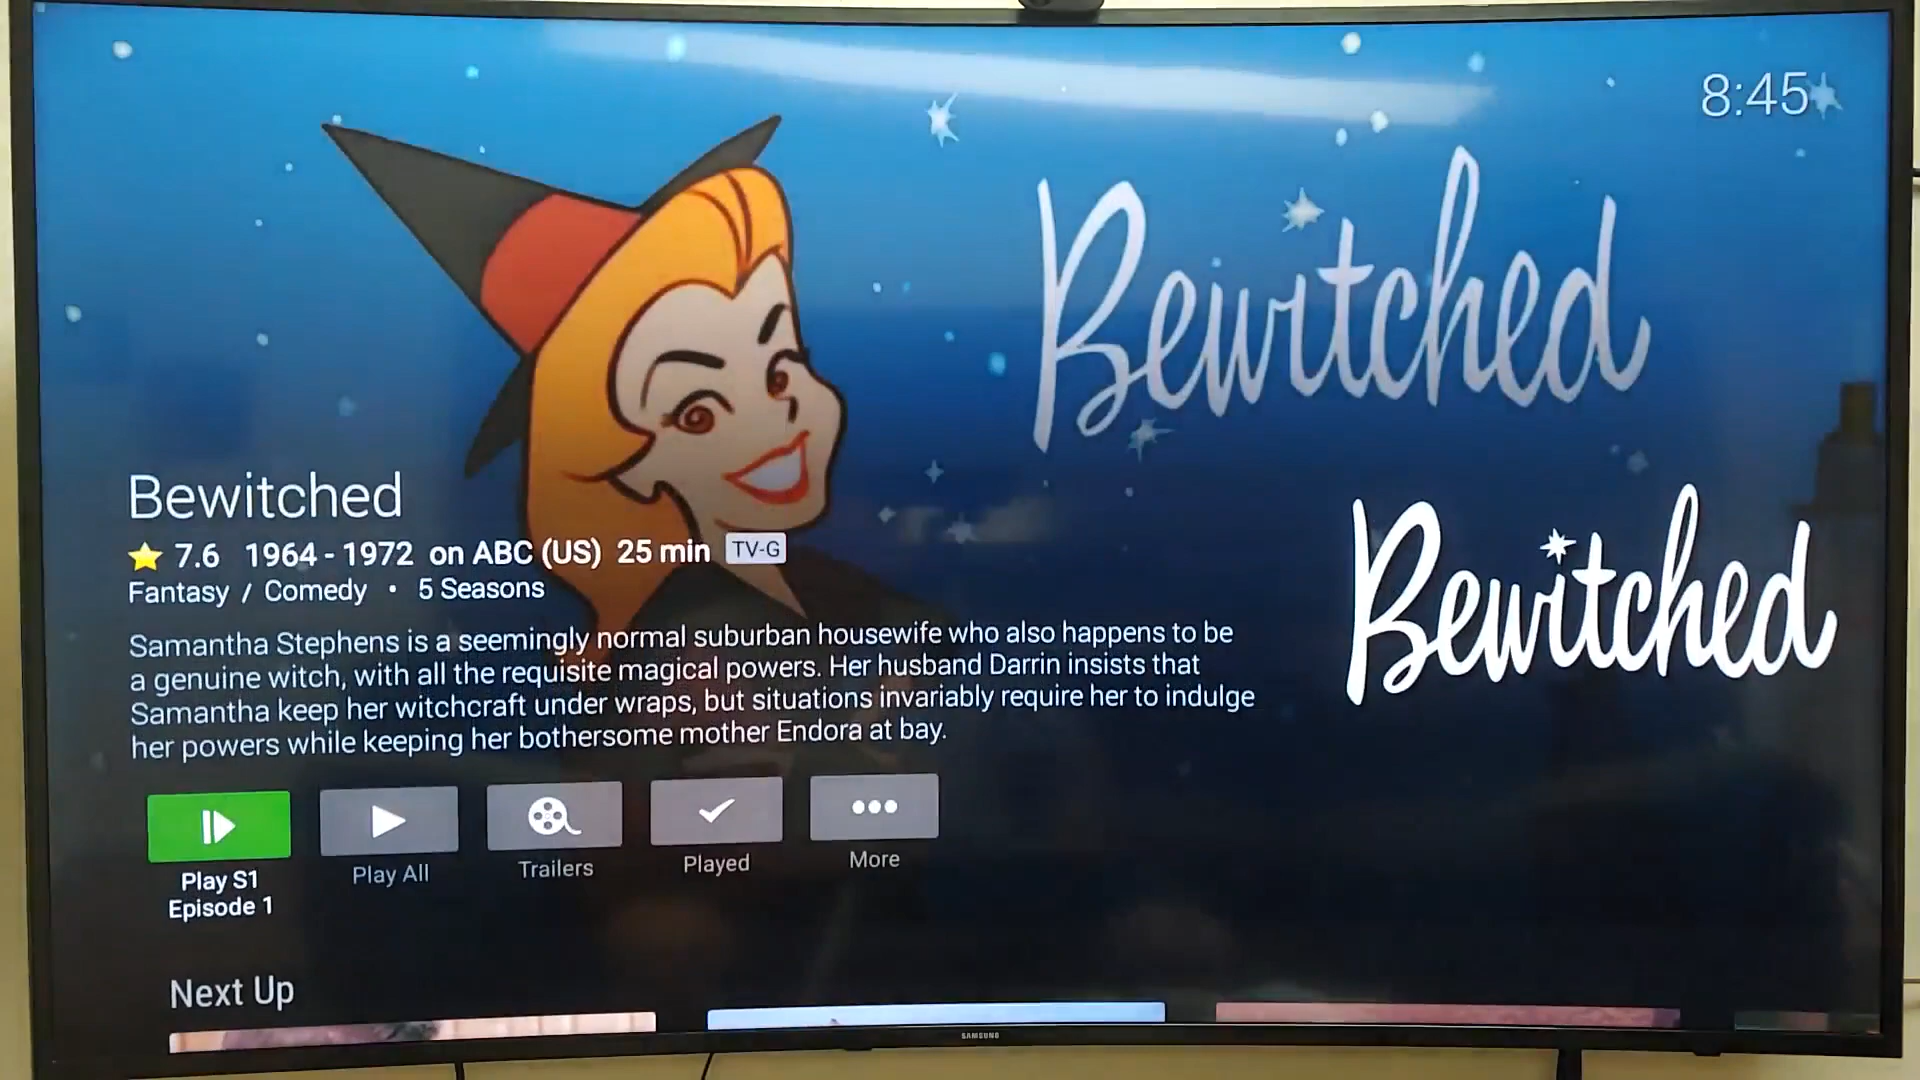 8:45
Bewitched
Bewitched
Bewitched
7.6 1964 - 1972 on ABC (US) 25 min TV-G
Fantasy / Comedy • 5 Seasons
Samantha Stephens is a seemingly normal suburban housewife who also happens to be
a genuine witch, with all the requisite magical powers. Her husband Darrin insists that
Samantha keep her witchcraft under wraps, but situations invariably require her to indulge
her powers while keeping her bothersome mother Endora at bay.
Play S1
Episode 1
Play All
Trailers
Played
More
Next Up
SAMSUNG